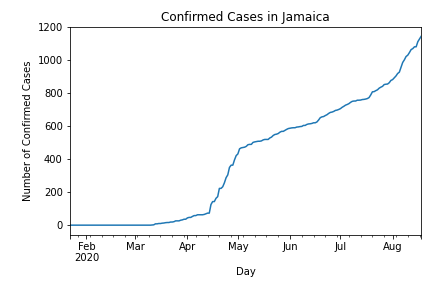 Confirmed Cases in Jamaica
Number of Confirmed Cases
1200
1000
800
600
400
200
0
Feb Mar Apr May Jun Jul Aug
2020
Day